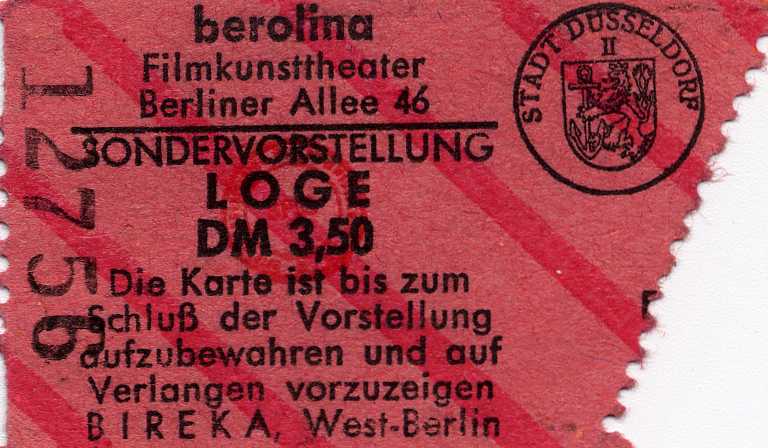 berolina
Filmkunsttheater
Berliner Allee 46
SONDERVORSTELLUNG
LOGE
DM 3,50
Die Karte ist bis zum
Schluß der Vorstellung
aufzubewahren und auf
Verlangen vorzuzeigen
BIREKA, West-Berlin
STADT DÜSSELDORF
II
12756